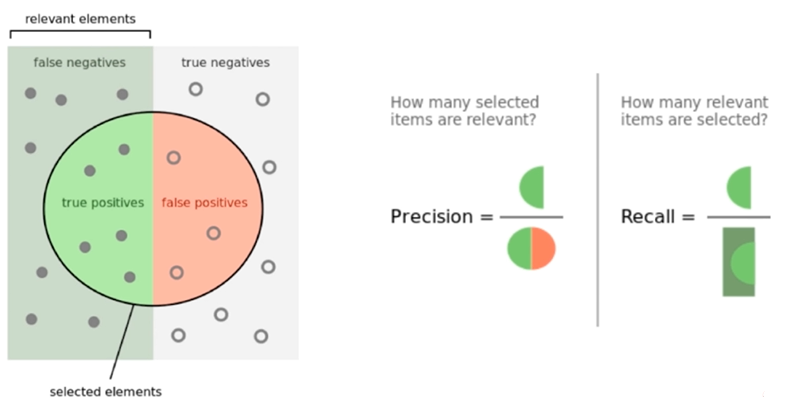 relevant elements
false negatives
true negatives
true positives
false positives
selected elements
How many selected
items are relevant?
Precision =
How many relevant
items are selected?
Recall =